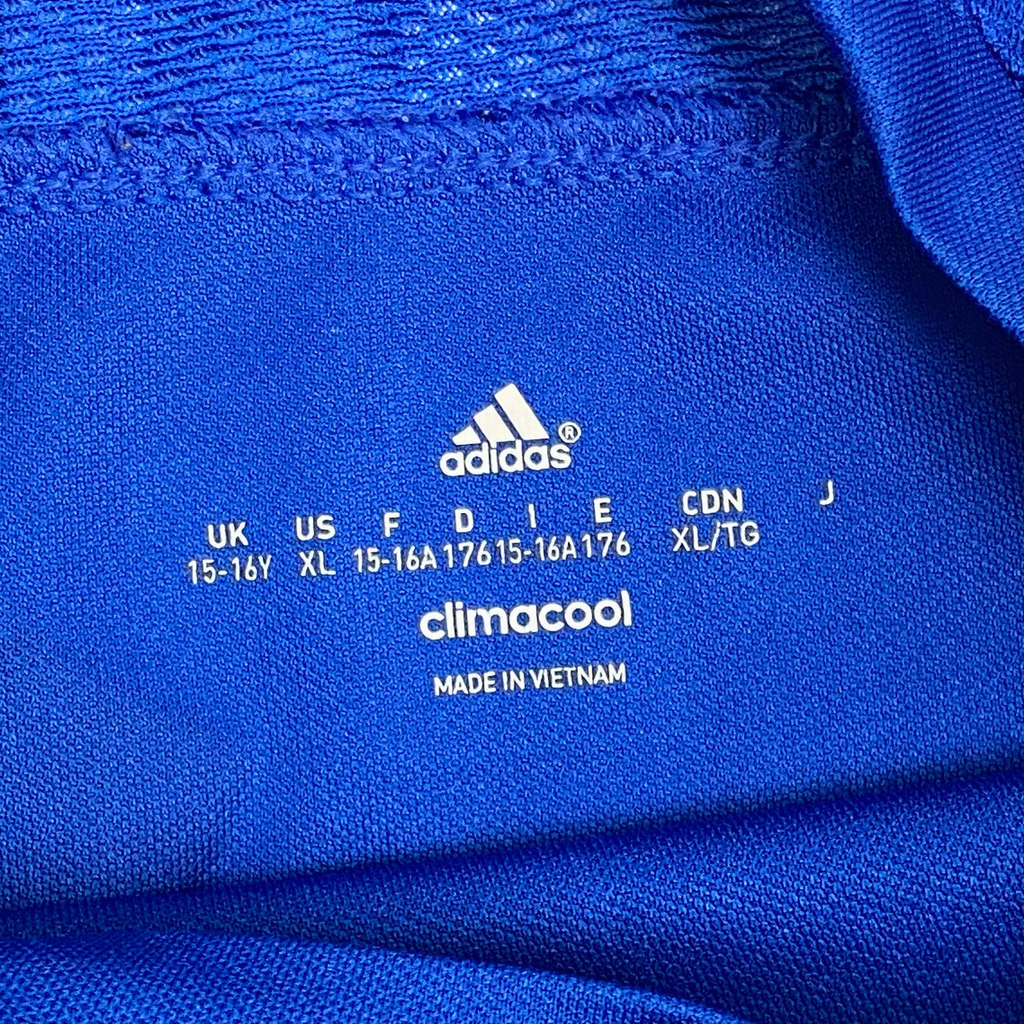 adidas®
UK US F D I E CDN J
15-16Y XL 15-16A 176 15-16A 176 XL/TG
climacool
MADE IN VIETNAM